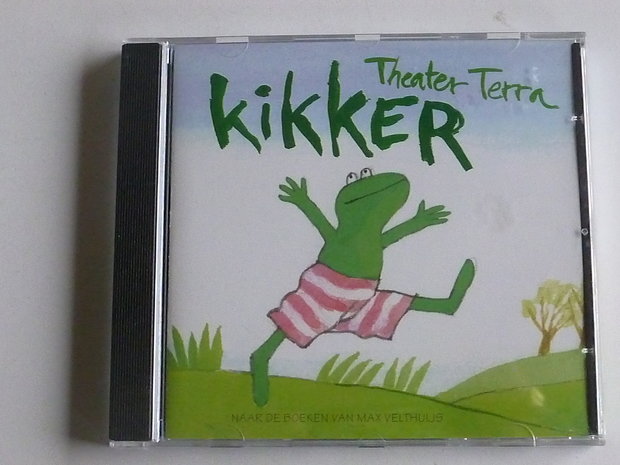 Theater Terra
KiKKER
NAAR DE BOEKEN VAN MAX VELTHUIJS